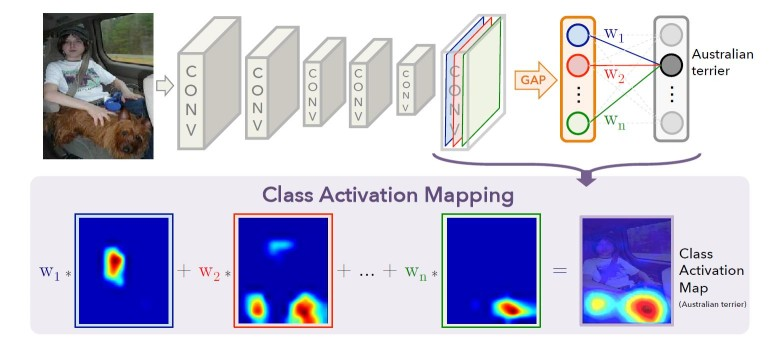 CONV
CONV
CONV
CONV
CONV
CONV
GAP
w1
w2
wn
Australian
terrier
Class Activation Mapping
w1 *
+ w2 *
+ ... + wn *
=
Class
Activation
Map
(Australian terrier)